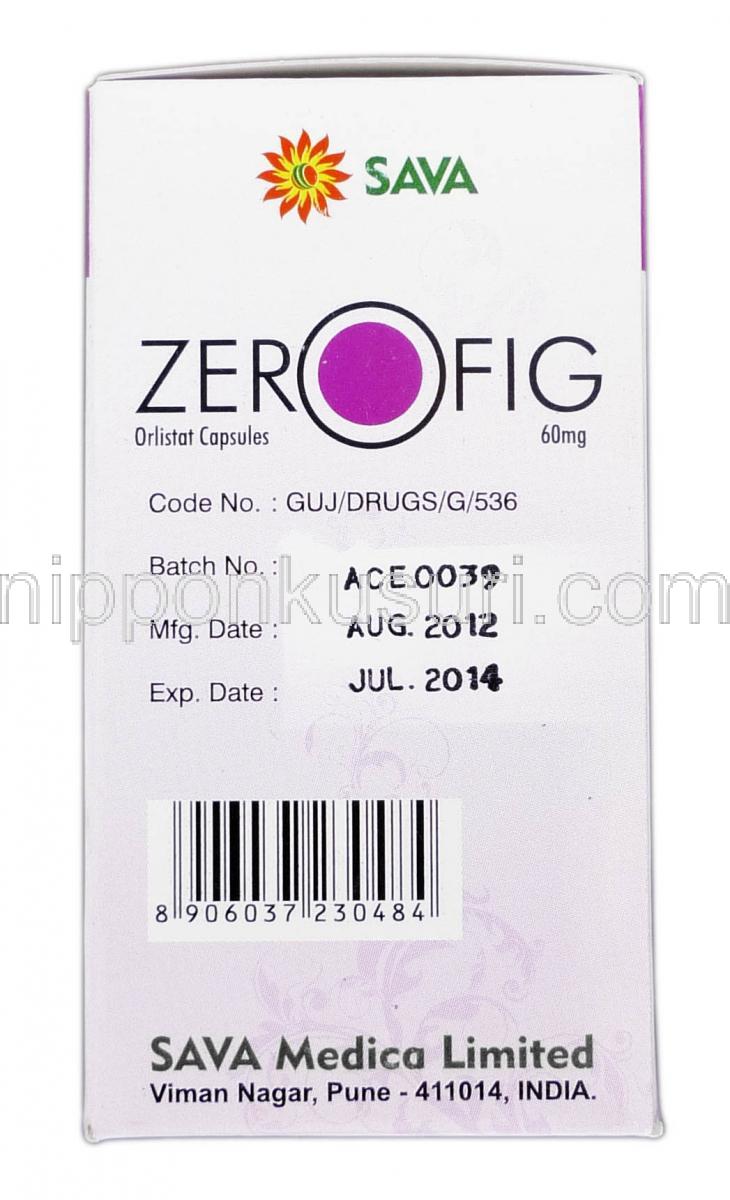 SAVA
ZEROFIG
Orlistat Capsules 60mg
Code No. : GUJ/DRUGS/G/536
Batch No. : ACE0039
nipponkusuri.com
Mfg. Date : AUG. 2012
Exp. Date : JUL. 2014
8 906037 230484
SAVA Medica Limited
Viman Nagar, Pune - 411014, INDIA.